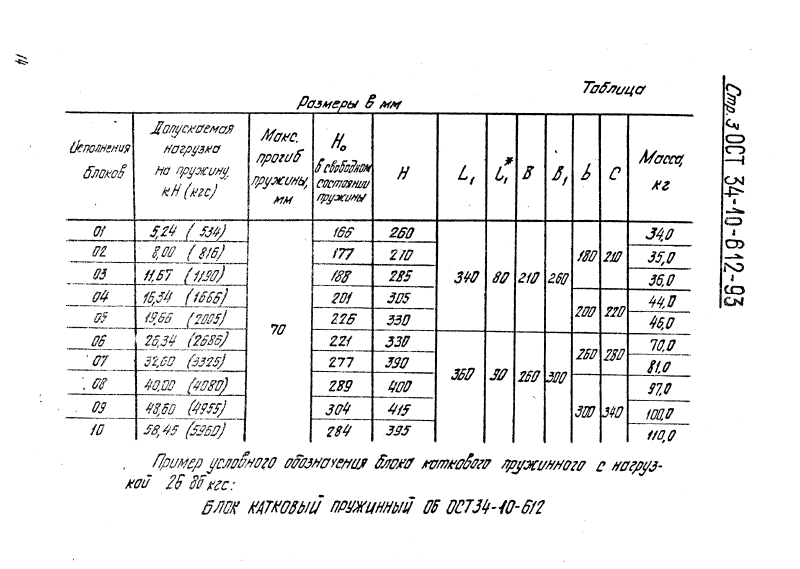 14
Стр. 3 ОСТ 34-10-612-93
Таблица
Размеры в мм
Исполнения блоков | Допускаемая нагрузка на пружину, кН (кгс) | Макс. прогиб пружины, мм | H₀ в свободном состоянии пружины | H | L₁ | l₁* | B | B₁ | b | C | Масса, кг
01 | 5,24 (534) | 70 | 166 | 260 | 340 | 80 | 210 | 260 | 180 | 210 | 34,0
02 | 8,00 (816) | 177 | 210 | 35,0
03 | 11,67 (1190) | 188 | 285 | 36,0
04 | 16,34 (1666) | 201 | 305 | 200 | 220 | 44,0
05 | 19,66 (2005) | 226 | 330 | 46,0
06 | 26,34 (2686) | 221 | 330 | 360 | 90 | 260 | 300 | 260 | 280 | 70,0
07 | 32,60 (3325) | 277 | 390 | 81,0
08 | 40,00 (4080) | 289 | 400 | 300 | 340 | 97,0
09 | 48,60 (4955) | 304 | 415 | 100,0
10 | 58,45 (5960) | 284 | 395 | 110,0
Пример условного обозначения блока каткового пружинного с нагруз-
кой 26 86 кгс:
БЛОК КАТКОВЫЙ ПРУЖИННЫЙ 06 ОСТ34-10-612